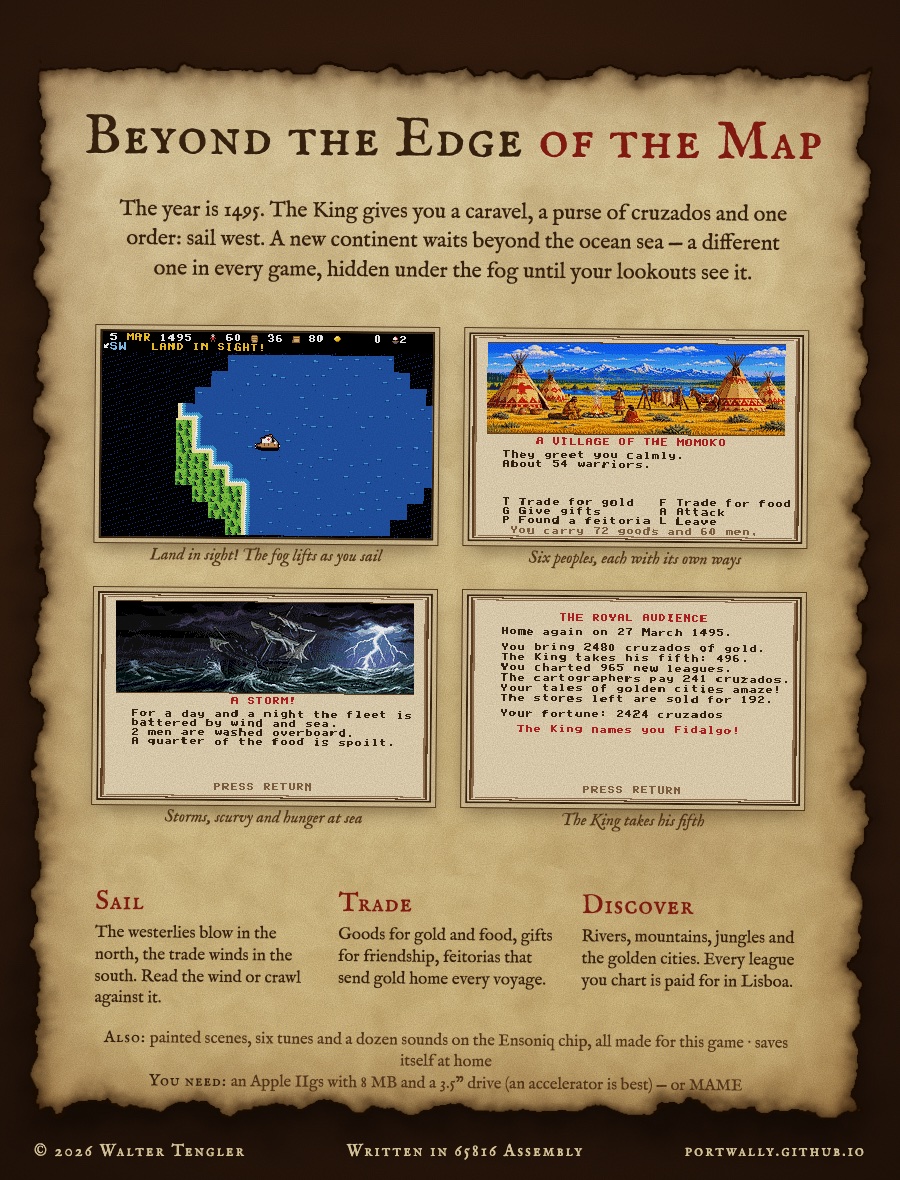 Beyond the Edge of the Map
The year is 1495. The King gives you a caravel, a purse of cruzados and one
order: sail west. A new continent waits beyond the ocean sea — a different
one in every game, hidden under the fog until your lookouts see it.
5 MAR 1495 60 36 80 0 2
SW LAND IN SIGHT!
Land in sight! The fog lifts as you sail
A VILLAGE OF THE MOMOKO
They greet you calmly.
About 54 warriors.
T Trade for gold F Trade for food
G Give gifts A Attack
P Found a feitoria L Leave
You carry 72 goods and 60 men.
Six peoples, each with its own ways
A STORM!
For a day and a night the fleet is
battered by wind and sea.
2 men are washed overboard.
A quarter of the food is spoilt.
PRESS RETURN
Storms, scurvy and hunger at sea
THE ROYAL AUDIENCE
Home again on 27 March 1495.
You bring 2480 cruzados of gold.
The King takes his fifth: 496.
You charted 965 new leagues.
The cartographers pay 241 cruzados.
Your tales of golden cities amaze!
The stores left are sold for 192.
Your fortune: 2424 cruzados
The King names you Fidalgo!
PRESS RETURN
The King takes his fifth
Sail
The westerlies blow in the
north, the trade winds in the
south. Read the wind or crawl
against it.
Trade
Goods for gold and food, gifts
for friendship, feitorias that
send gold home every voyage.
Discover
Rivers, mountains, jungles and
the golden cities. Every league
you chart is paid for in Lisboa.
Also: painted scenes, six tunes and a dozen sounds on the Ensoniq chip, all made for this game · saves
itself at home
You need: an Apple IIgs with 8 MB and a 3.5” drive (an accelerator is best) — or MAME
© 2026 Walter Tengler
Written in 65816 Assembly
portwally.github.io